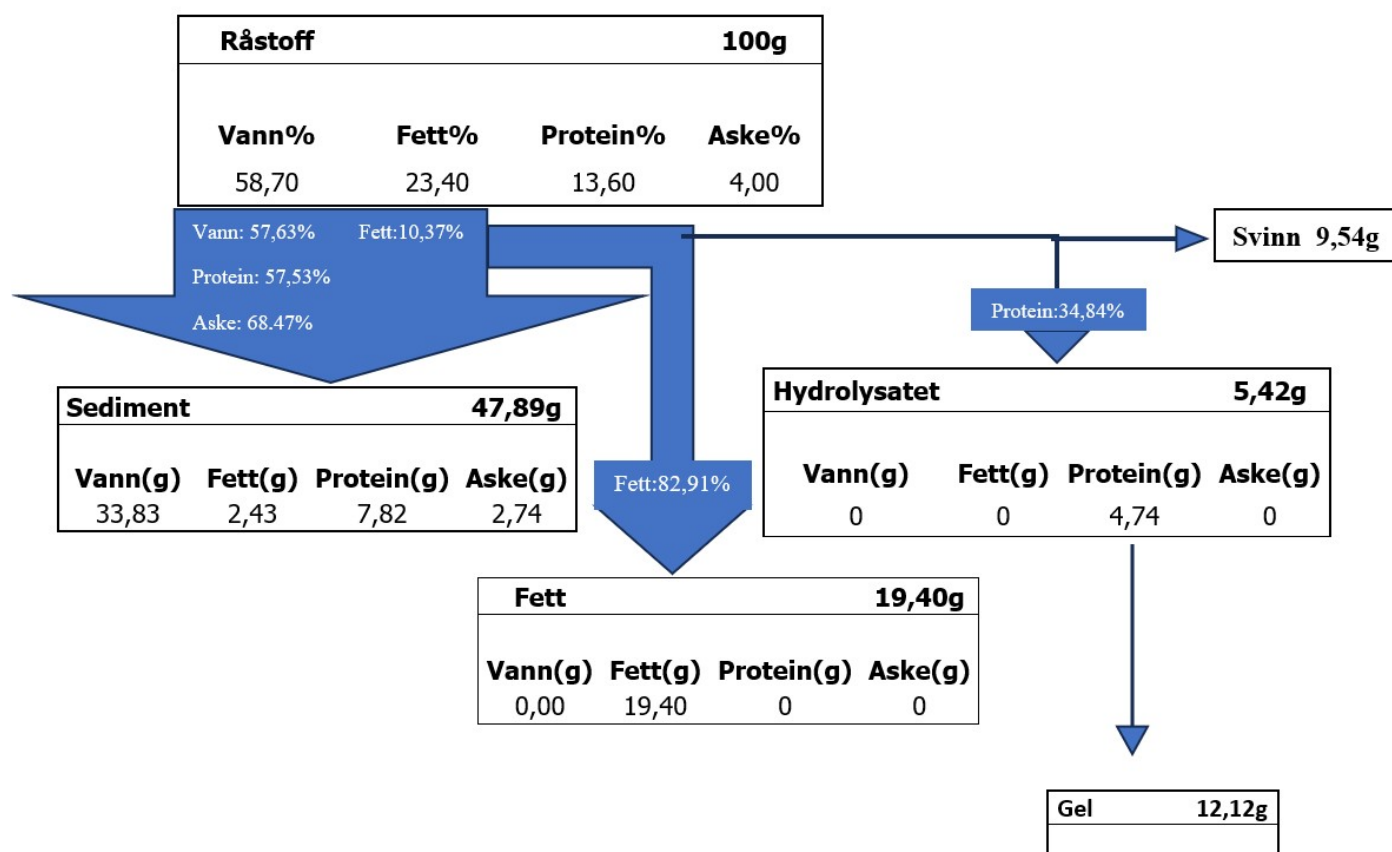 Råstoff 100g
Vann% Fett% Protein% Aske%
58,70 23,40 13,60 4,00
Vann: 57,63% Fett:10,37%
Protein: 57,53%
Aske: 68.47%
Svinn 9,54g
Protein:34,84%
Sediment 47,89g
Vann(g) Fett(g) Protein(g) Aske(g)
33,83 2,43 7,82 2,74
Fett:82,91%
Hydrolysatet 5,42g
Vann(g) Fett(g) Protein(g) Aske(g)
0 0 4,74 0
Fett 19,40g
Vann(g) Fett(g) Protein(g) Aske(g)
0,00 19,40 0 0
Gel 12,12g